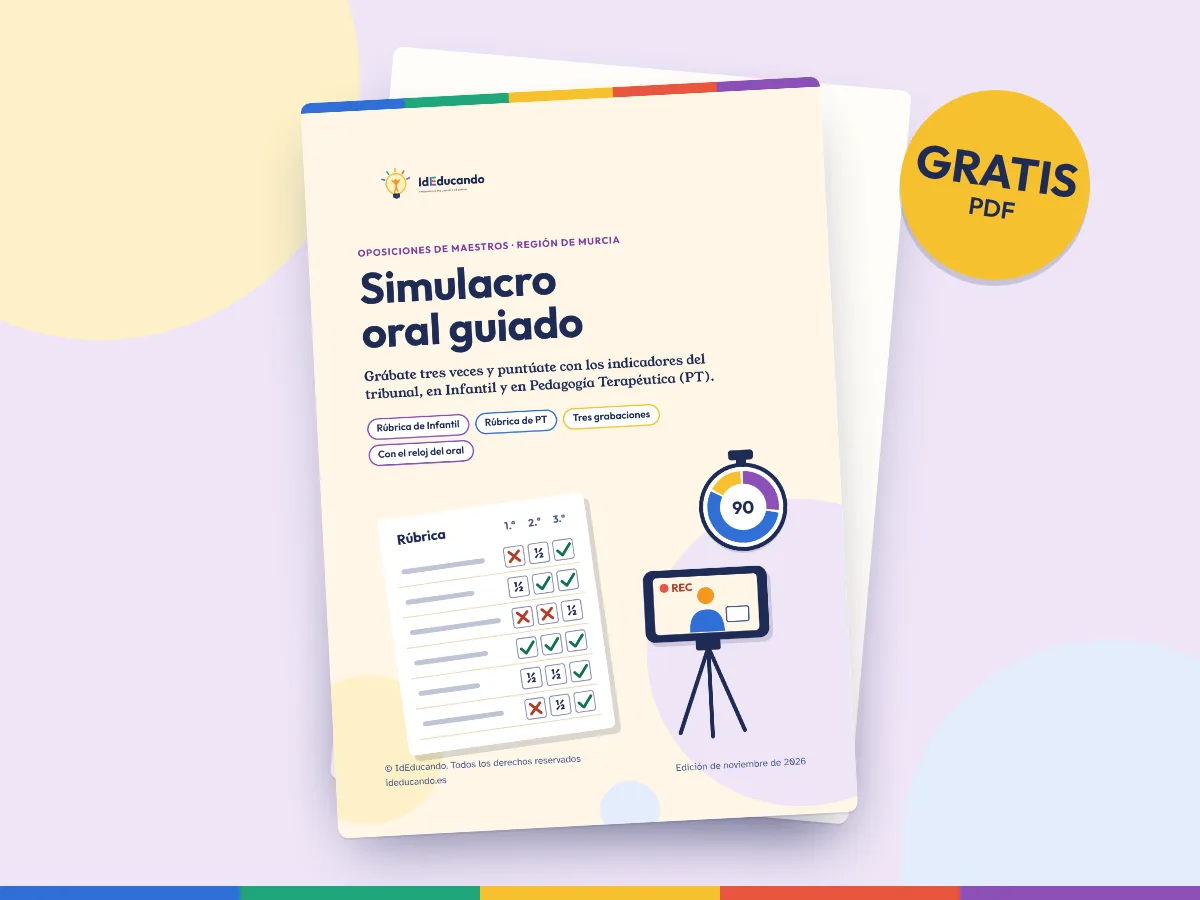 GRATIS
PDF
IdEducando
OPOSICIONES DE MAESTROS · REGIÓN DE MURCIA
Simulacro
oral guiado
Grábate tres veces y puntúate con los indicadores del
tribunal, en Infantil y en Pedagogía Terapéutica (PT).
Rúbrica de Infantil
Rúbrica de PT
Tres grabaciones
Con el reloj del oral
90
Rúbrica 1.ª 2.ª 3.ª
½
½
½
½ ½
½
REC
© IdEducando. Todos los derechos reservados
ideducando.es
Edición de noviembre de 2026